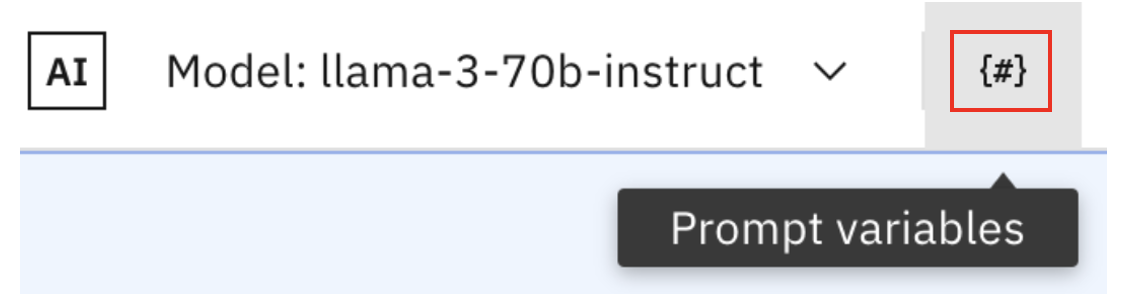 AI Model: llama-3-70b-instruct {#}
Prompt variables